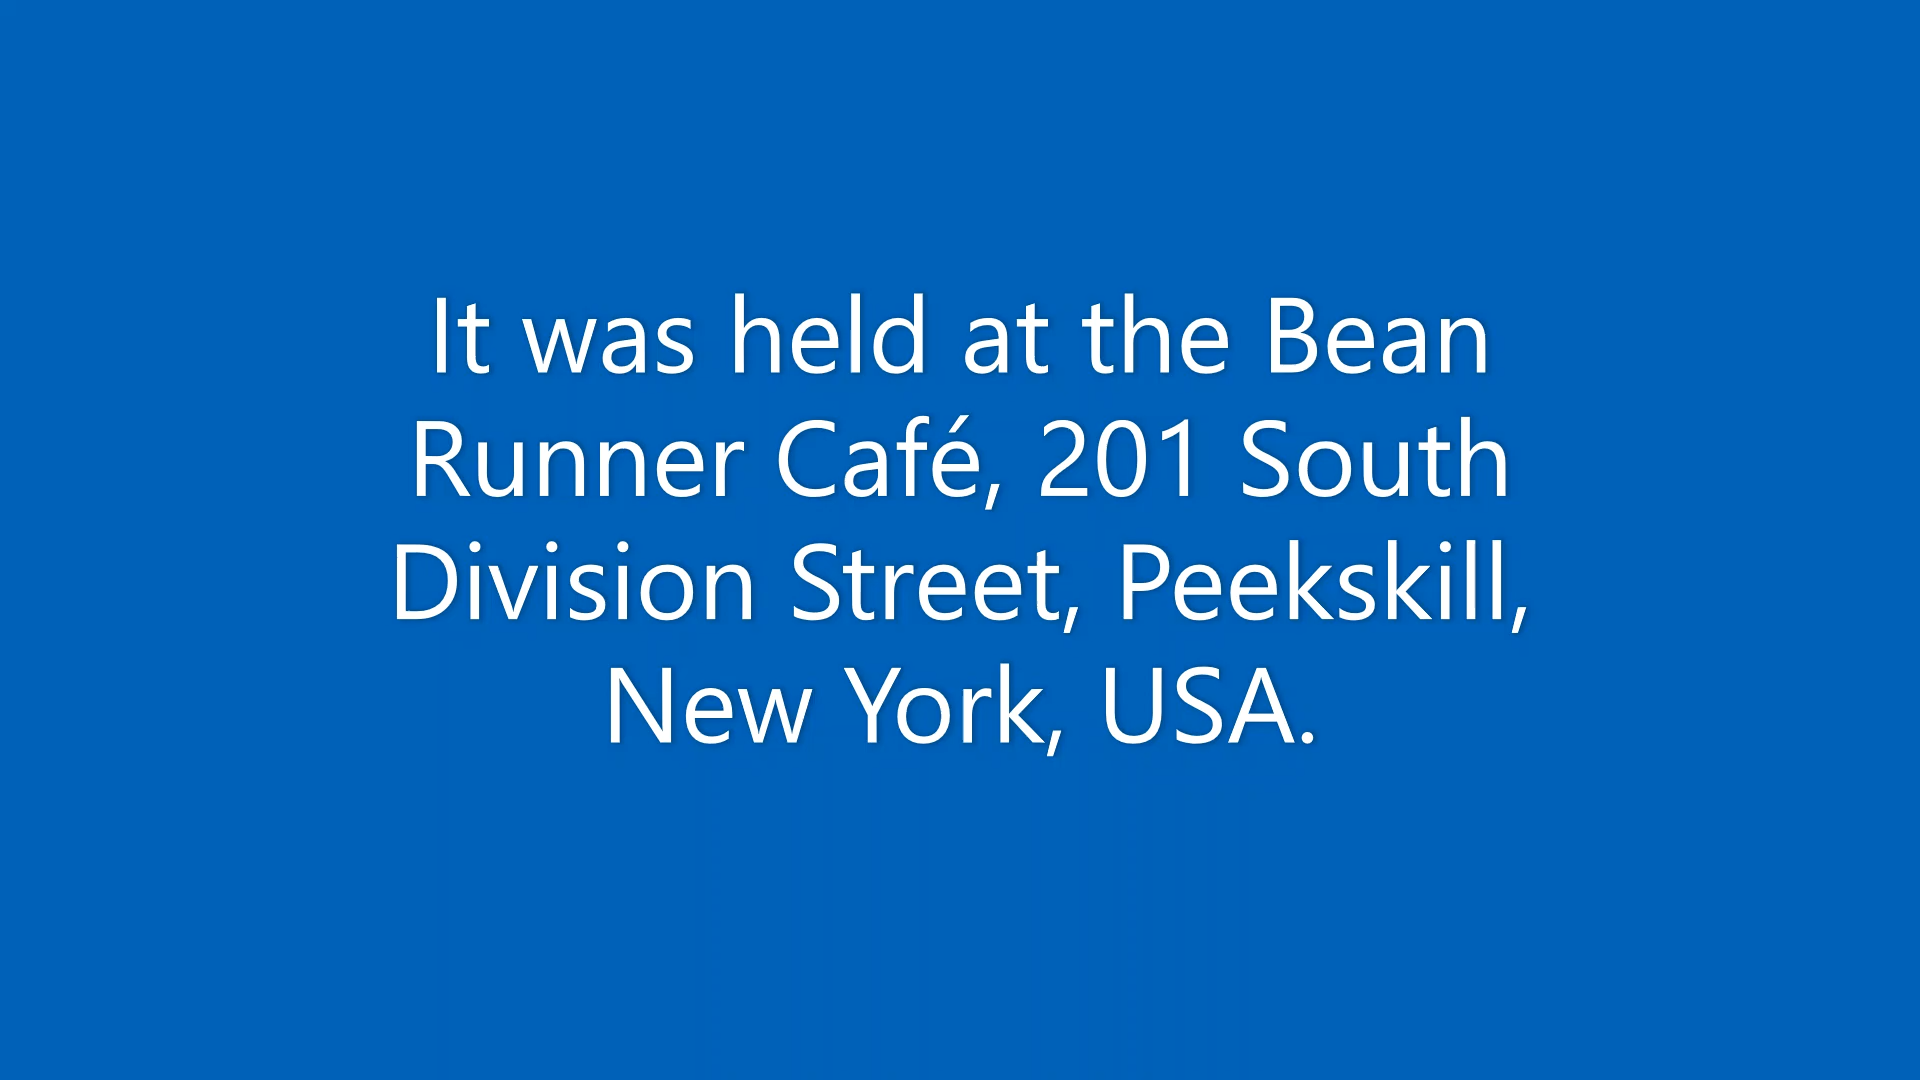 It was held at the Bean
Runner Café, 201 South
Division Street, Peekskill,
New York, USA.